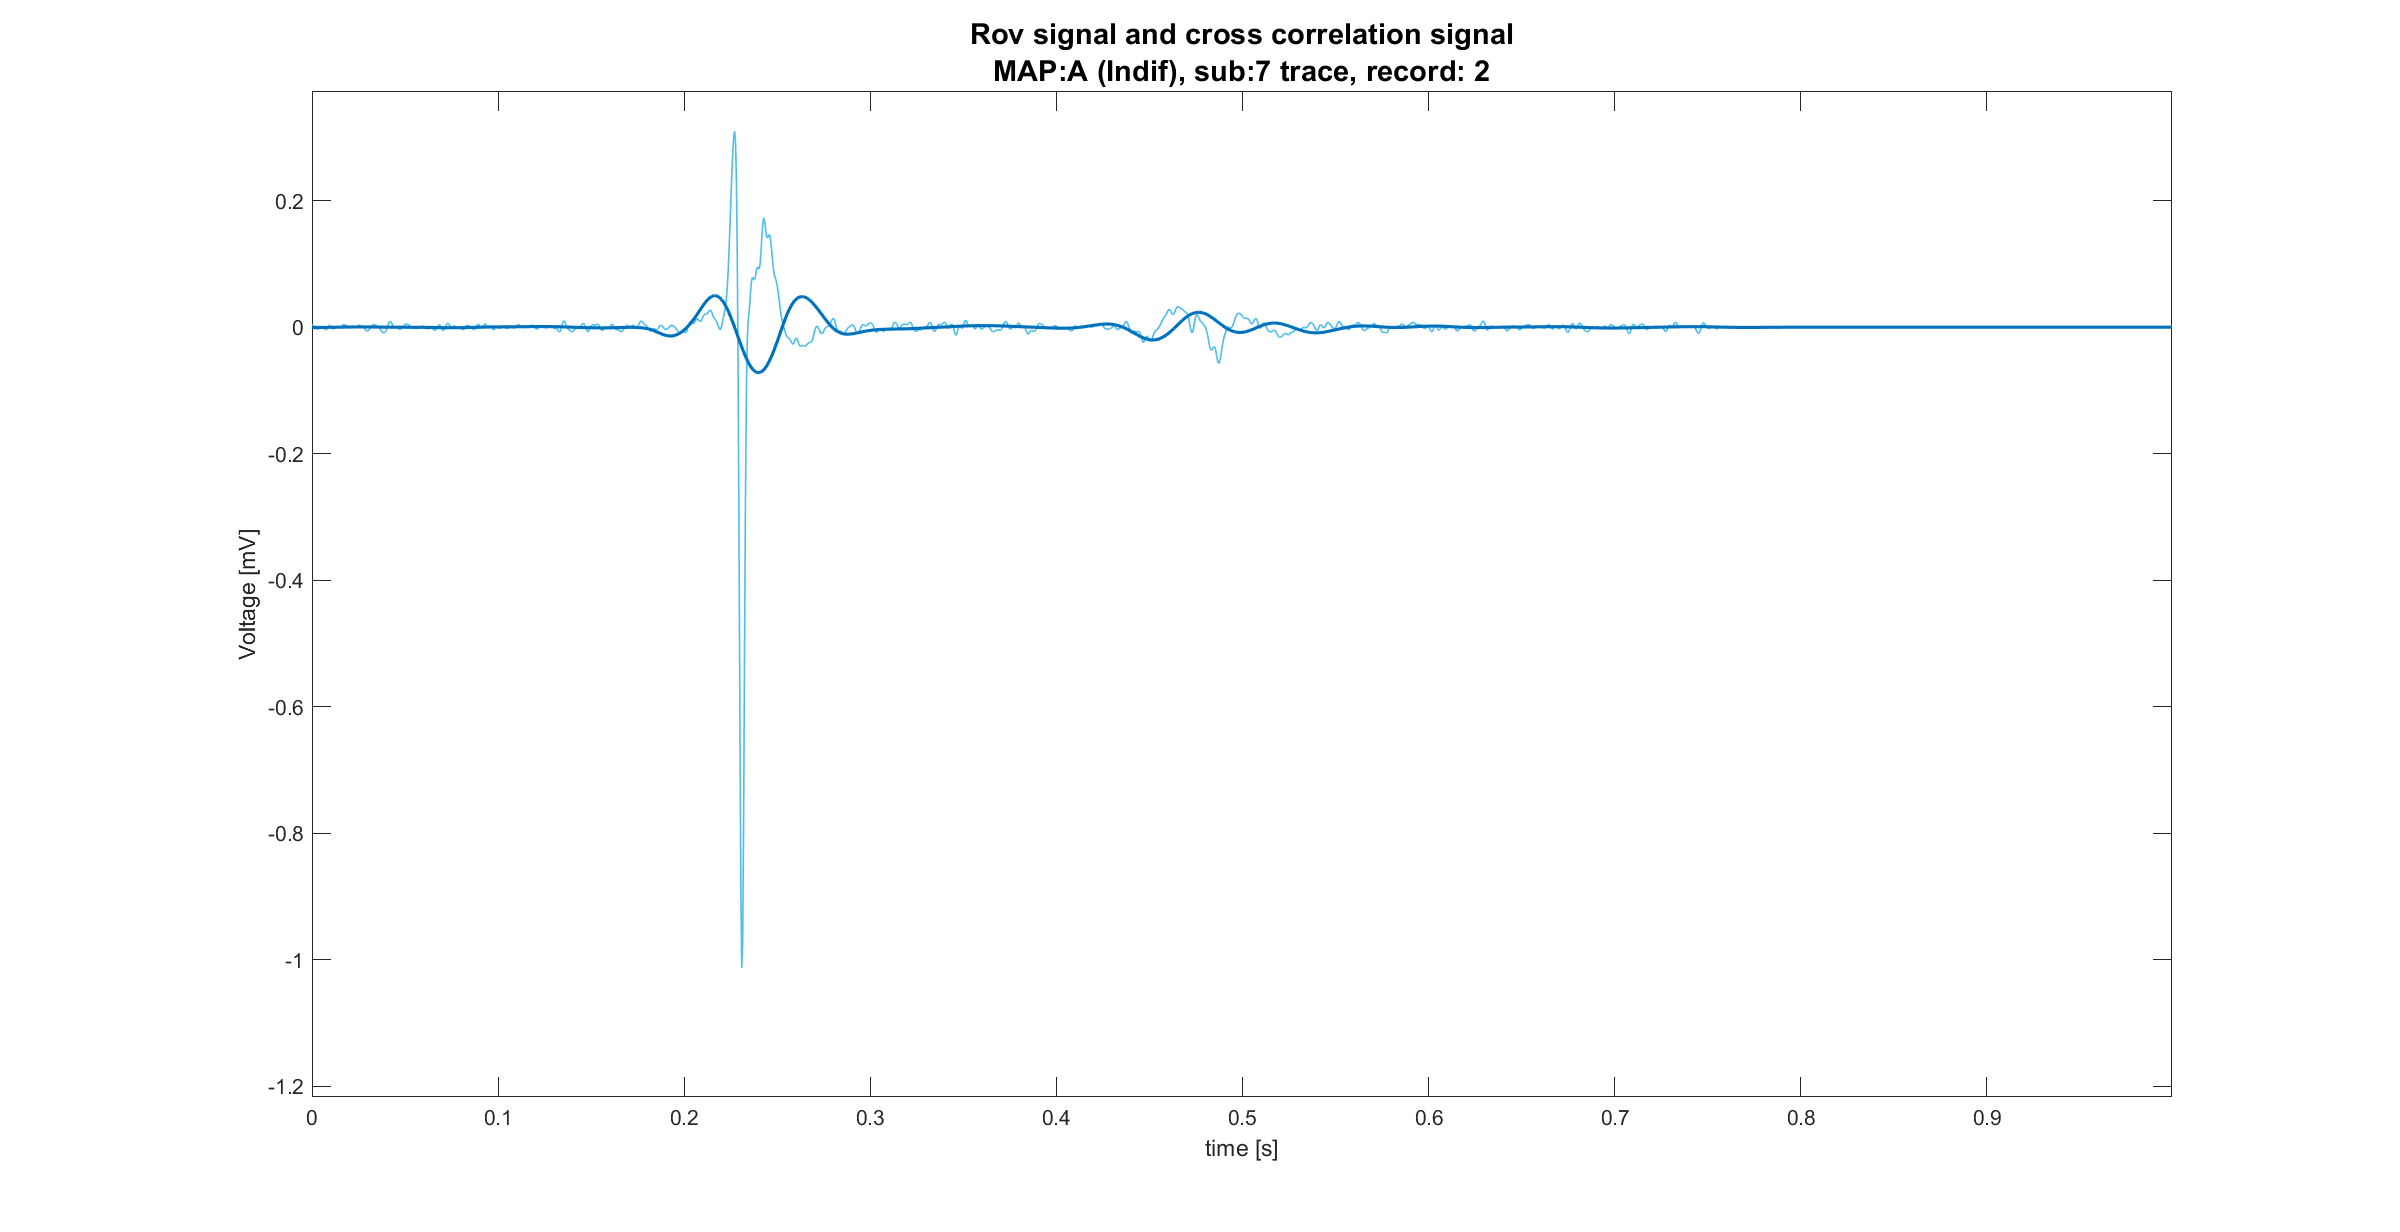 Rov signal and cross correlation signal
MAP:A (Indif), sub:7 trace, record: 2
0.2
0
-0.2
-0.4
-0.6
-0.8
-1
-1.2
Voltage [mV]
0 0.1 0.2 0.3 0.4 0.5 0.6 0.7 0.8 0.9
time [s]